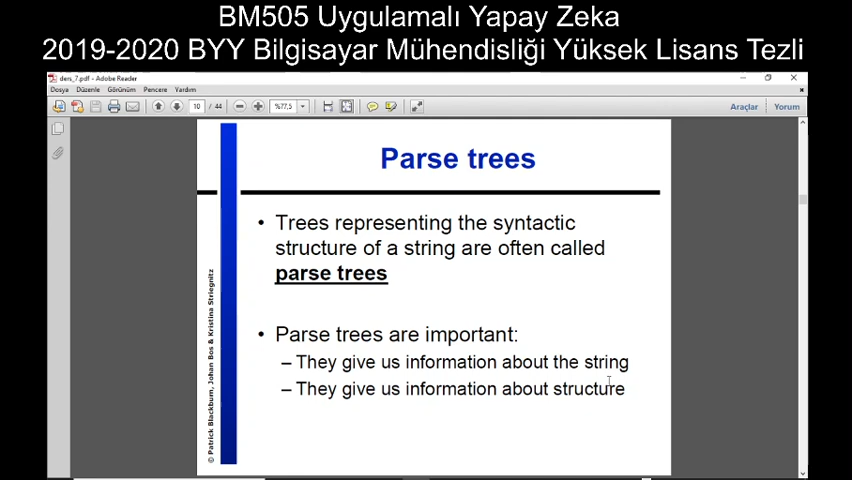 BM505 Uygulamalı Yapay Zeka
2019-2020 BYY Bilgisayar Mühendisliği Yüksek Lisans Tezli
ders_7.pdf - Adobe Reader
Dosya Düzenle Görünüm Pencere Yardım
10 / 44 %77,5 Araçlar Yorum
Parse trees
• Trees representing the syntactic
structure of a string are often called
parse trees
• Parse trees are important:
– They give us information about the string
– They give us information about structure
© Patrick Blackburn, Johan Bos & Kristina Striegnitz